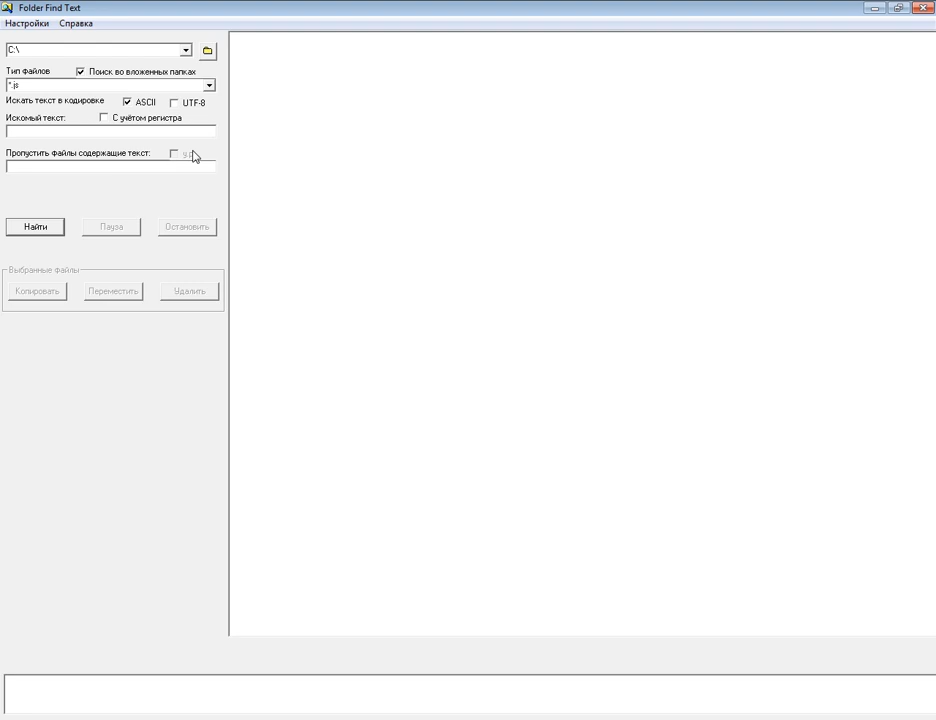 Folder Find Text
Настройки Справка
C:\
Тип файлов Поиск во вложенных папках
*.js
Искать текст в кодировке ASCII UTF-8
Искомый текст: С учётом регистра
Пропустить файлы содержащие текст:
Найти Пауза Остановить
Выбранные файлы
Копировать Переместить Удалить